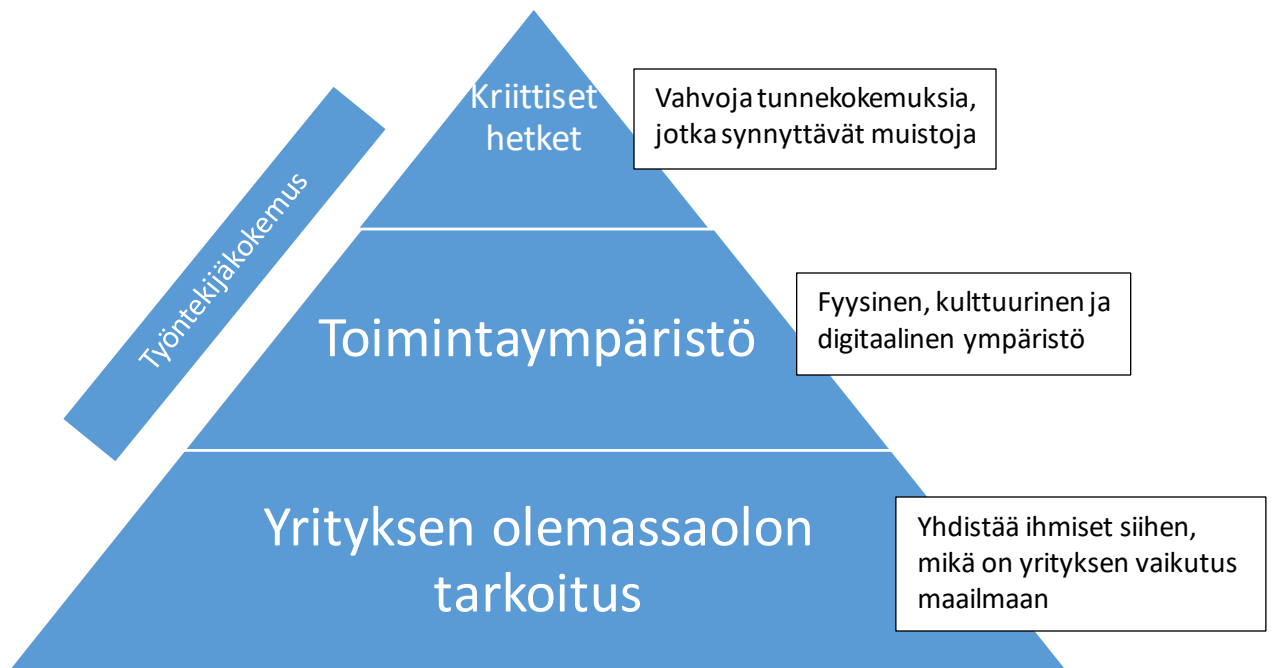 Kriittiset
hetket
Vahvoja tunnekokemuksia,
jotka synnyttävät muistoja
Työntekijäkokemus
Toimintaympäristö
Fyysinen, kulttuurinen ja
digitaalinen ympäristö
Yrityksen olemassaolon
tarkoitus
Yhdistää ihmiset siihen,
mikä on yrityksen vaikutus
maailmaan